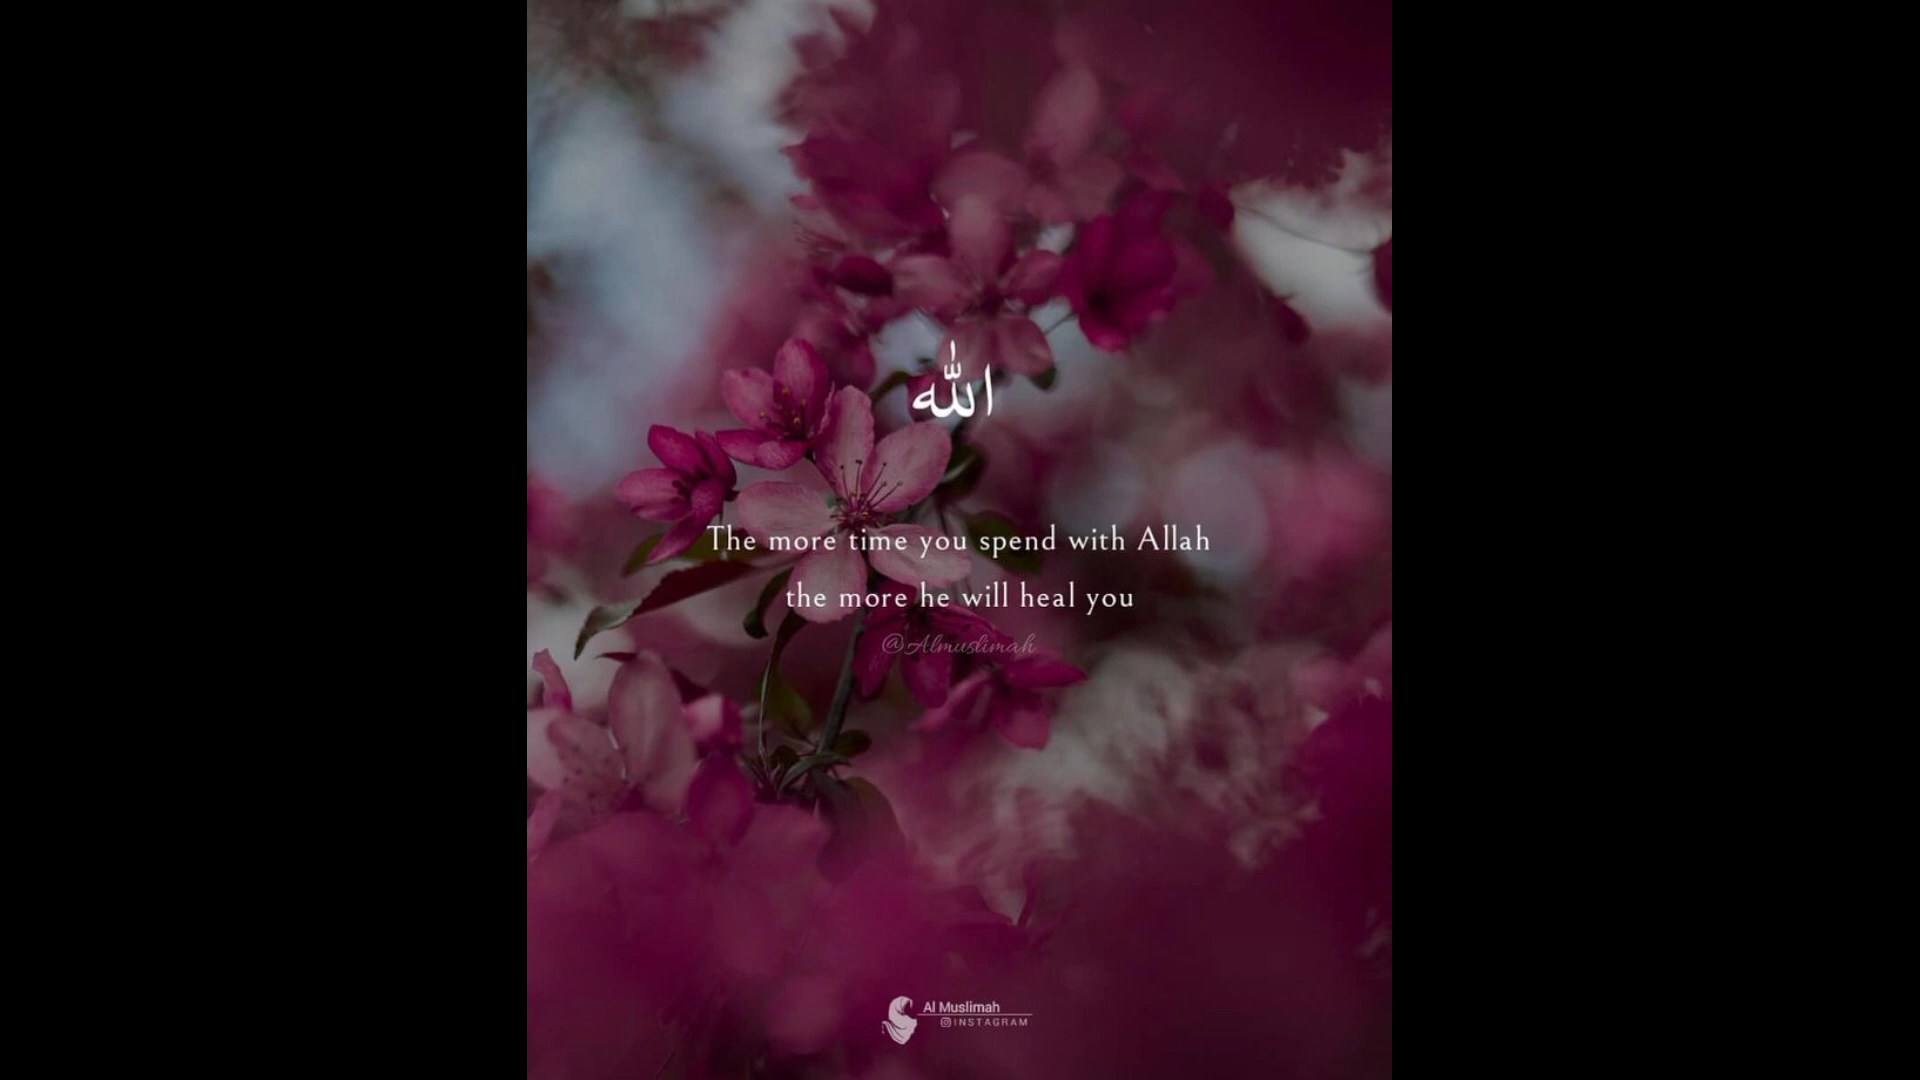 الله
The more time you spend with Allah
the more he will heal you
@Almuslimah
Al Muslimah
INSTAGRAM